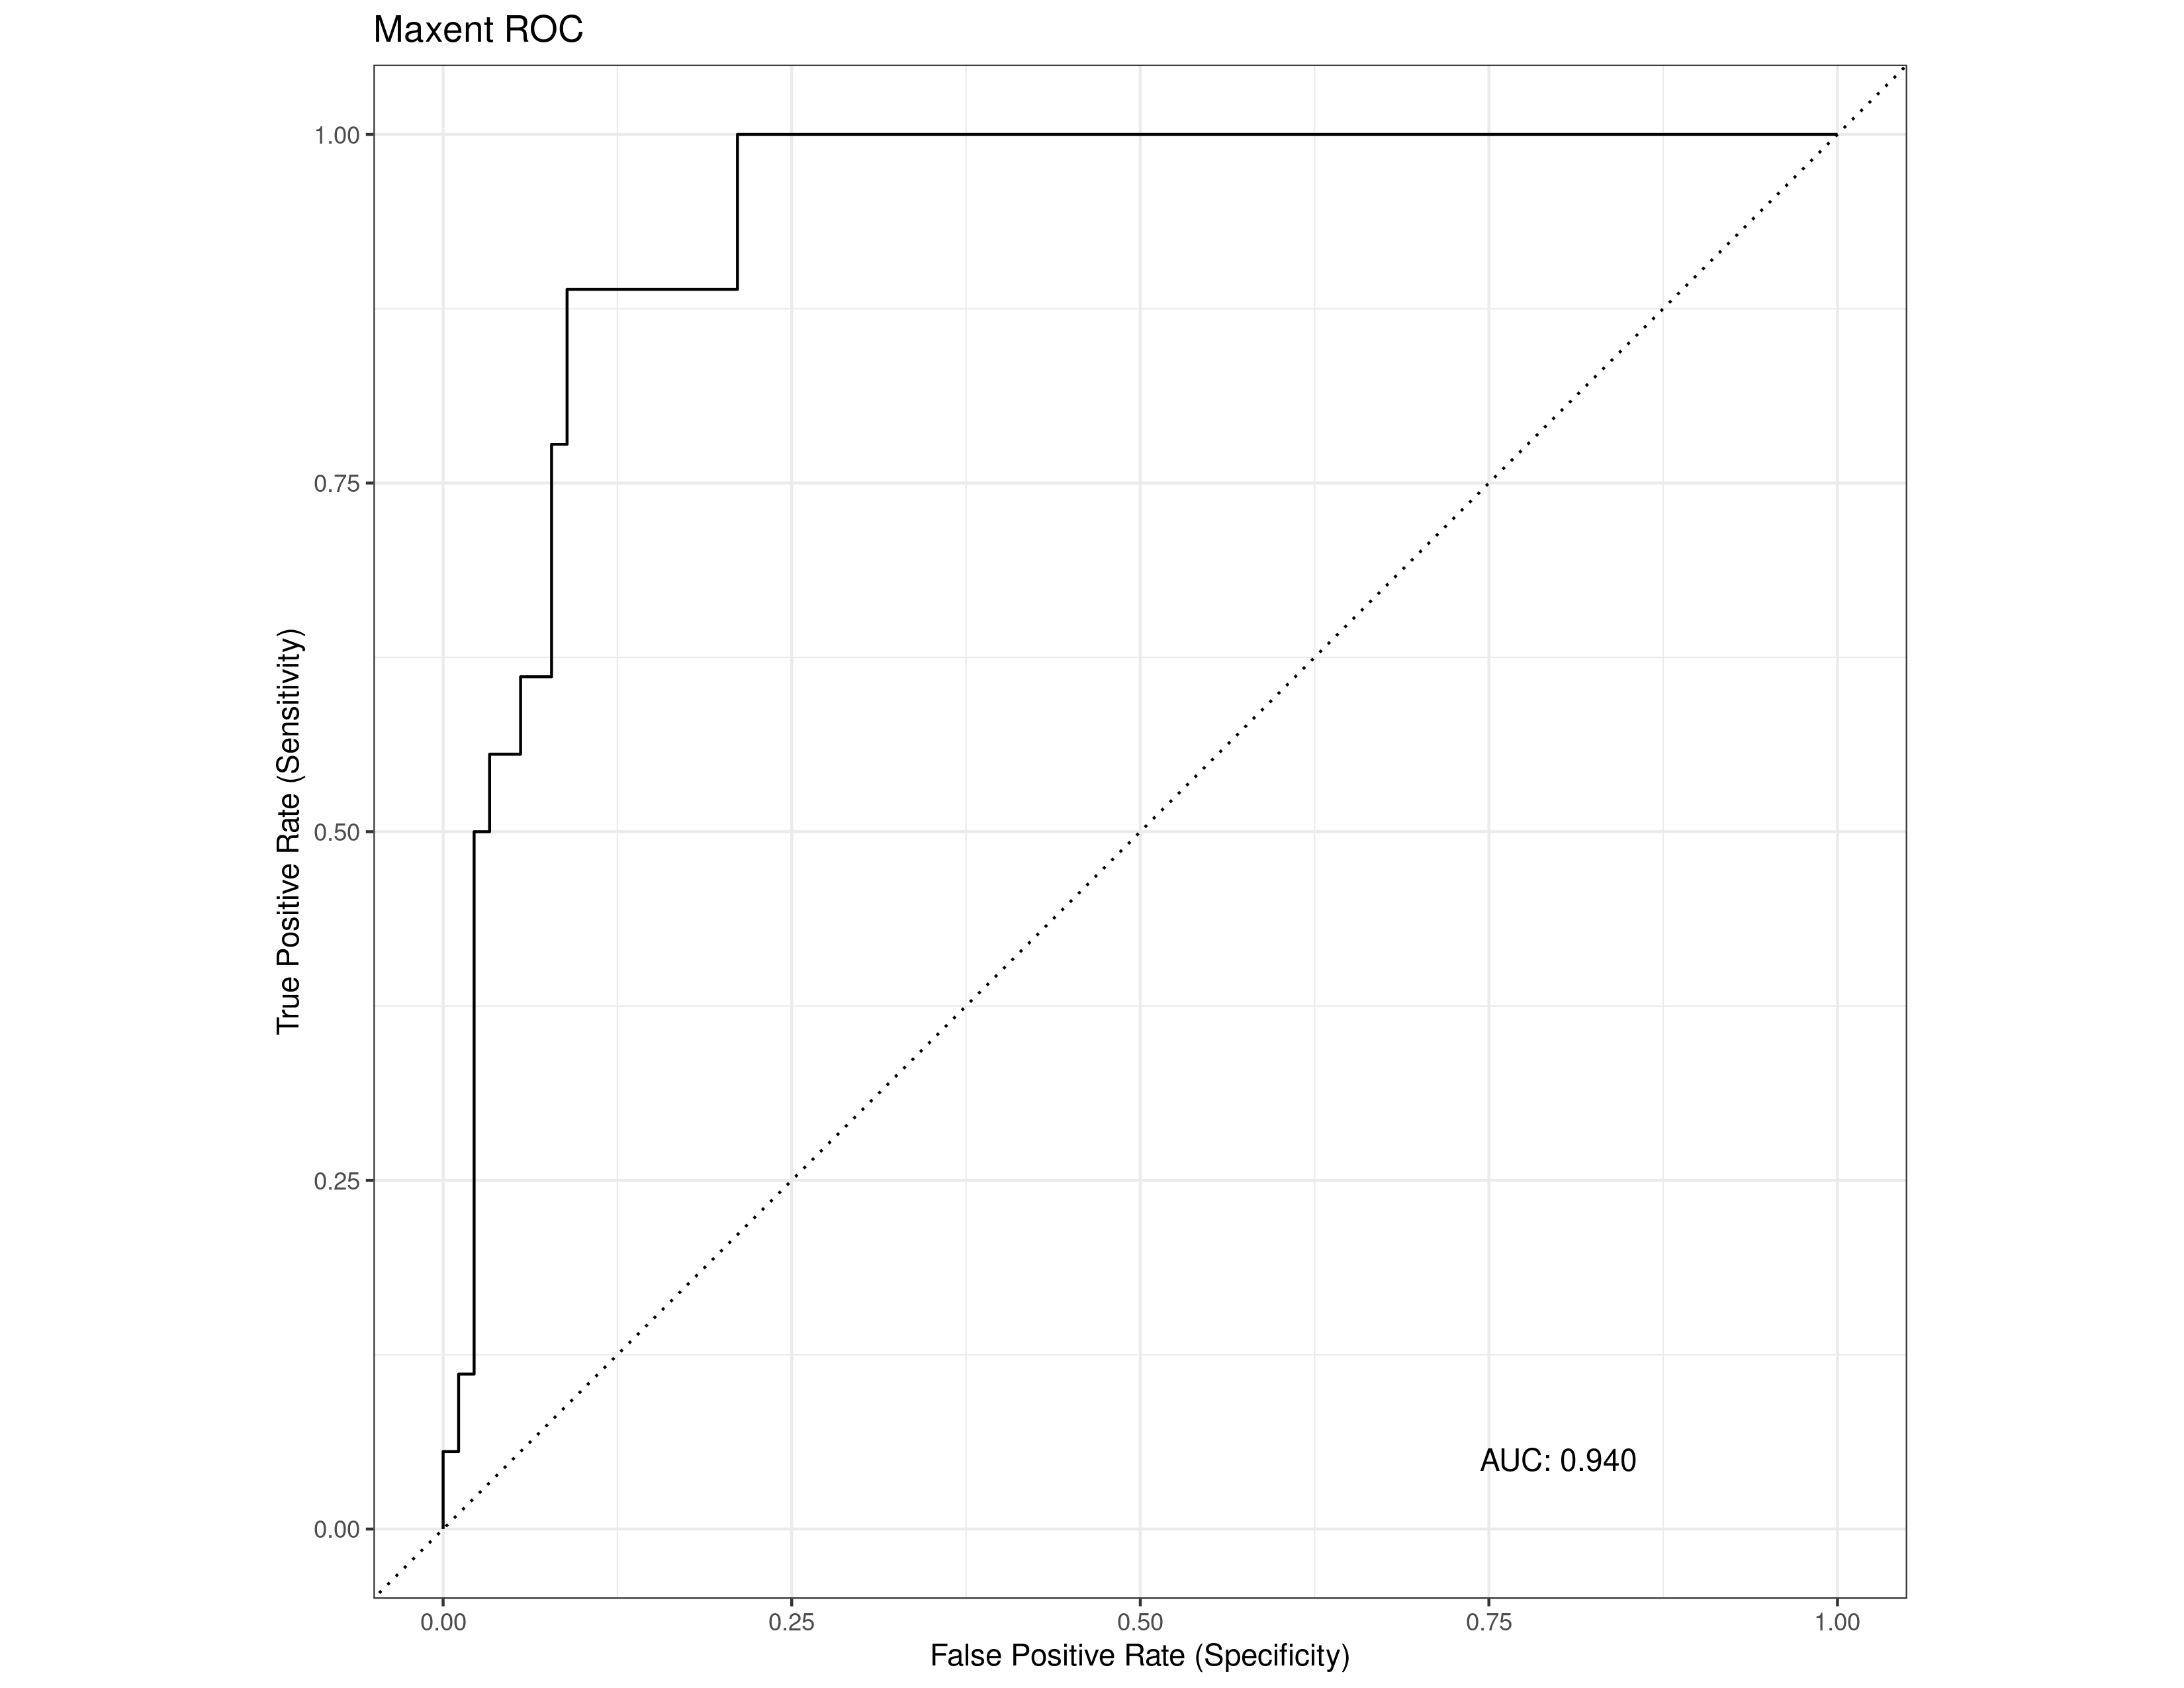 Maxent ROC
True Positive Rate (Sensitivity)
1.00
0.75
0.50
0.25
0.00
AUC: 0.940
0.00 0.25 0.50 0.75 1.00
False Positive Rate (Specificity)